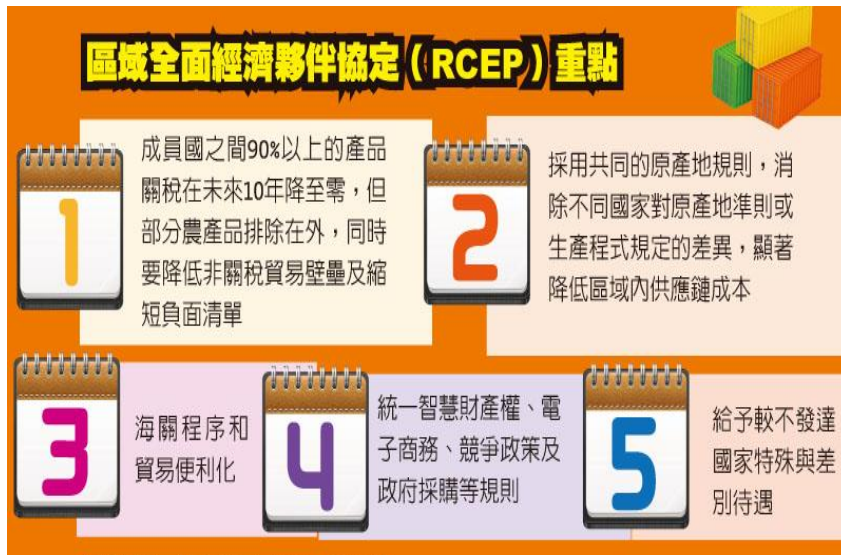 區域全面經濟夥伴協定(RCEP)重點
1
成員國之間90%以上的產品
關稅在未來10年降至零，但
部分農產品排除在外，同時
要降低非關稅貿易壁壘及縮
短負面清單
2
採用共同的原產地規則，消
除不同國家對原產地準則或
生產程式規定的差異，顯著
降低區域內供應鏈成本
3
海關程序和
貿易便利化
4
統一智慧財產權、電
子商務、競爭政策及
政府採購等規則
5
給予較不發達
國家特殊與差
別待遇